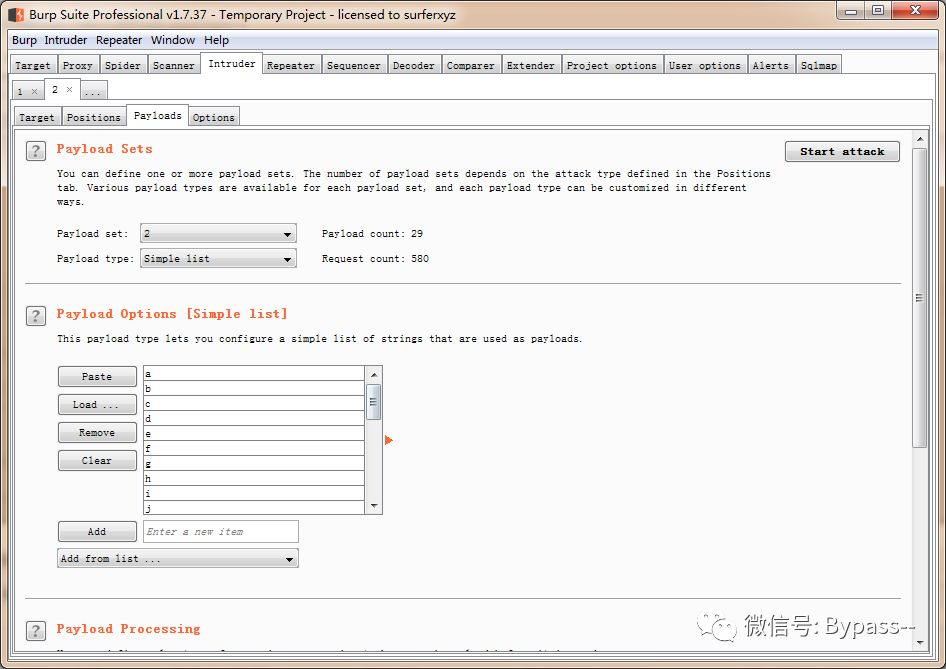 Burp Suite Professional v1.7.37 - Temporary Project - licensed to surferxyz
Burp Intruder Repeater Window Help
Target Proxy Spider Scanner Intruder Repeater Sequencer Decoder Comparer Extender Project options User options Alerts Sqlmap
1 × 2 × ...
Target Positions Payloads Options
? Payload Sets
Start attack
You can define one or more payload sets. The number of payload sets depends on the attack type defined in the Positions
tab. Various payload types are available for each payload set, and each payload type can be customized in different
ways.
Payload set: 2 Payload count: 29
Payload type: Simple list Request count: 580
? Payload Options [Simple list]
This payload type lets you configure a simple list of strings that are used as payloads.
Paste
Load ...
Remove
Clear
a
b
c
d
e
f
g
h
i
j
Add Enter a new item
Add from list ...
? Payload Processing
微信号: Bypass--